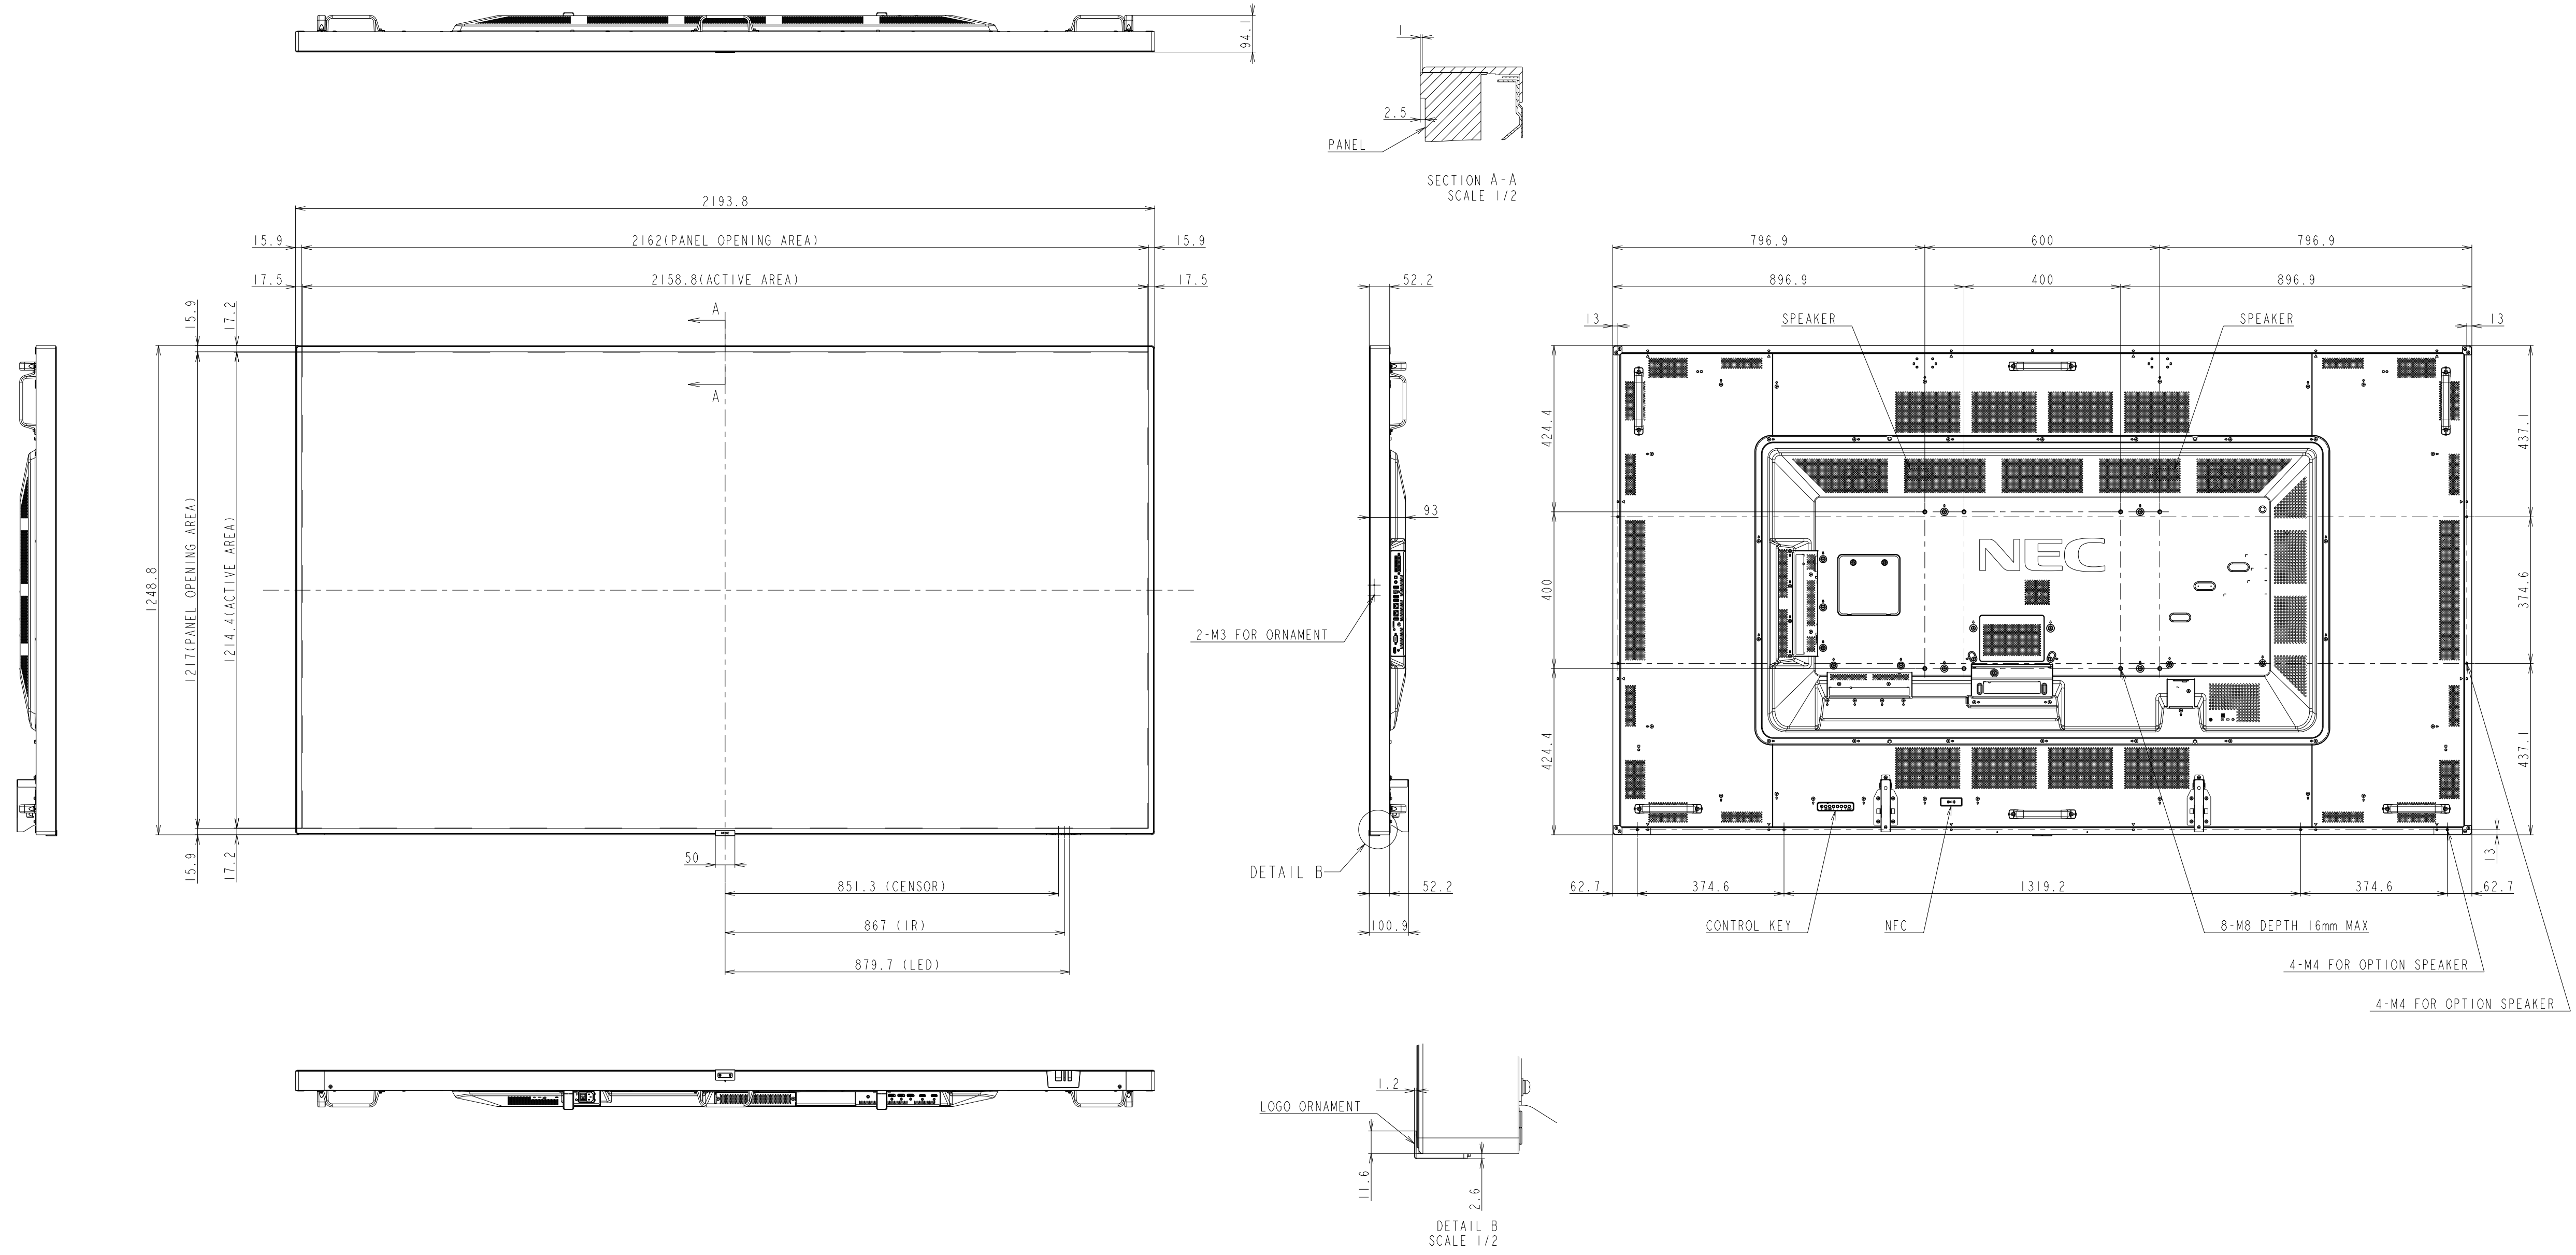 94.1
1
2.5
PANEL
SECTION A-A
SCALE 1/2
2193.8
15.9
2162(PANEL OPENING AREA)
15.9
17.5
2158.8(ACTIVE AREA)
17.5
15.9
17.2
A
A
1248.8
1217(PANEL OPENING AREA)
1214.4(ACTIVE AREA)
15.9
17.2
50
851.3 (CENSOR)
867 (IR)
879.7 (LED)
52.2
93
2-M3 FOR ORNAMENT
DETAIL B
52.2
100.9
796.9
600
796.9
896.9
400
896.9
13
SPEAKER
SPEAKER
13
424.4
400
424.4
437.1
374.6
437.1
NEC
13
62.7
374.6
1319.2
374.6
62.7
CONTROL KEY
NFC
8-M8 DEPTH 16mm MAX
4-M4 FOR OPTION SPEAKER
4-M4 FOR OPTION SPEAKER
1.2
LOGO ORNAMENT
11.6
2.6
DETAIL B
SCALE 1/2